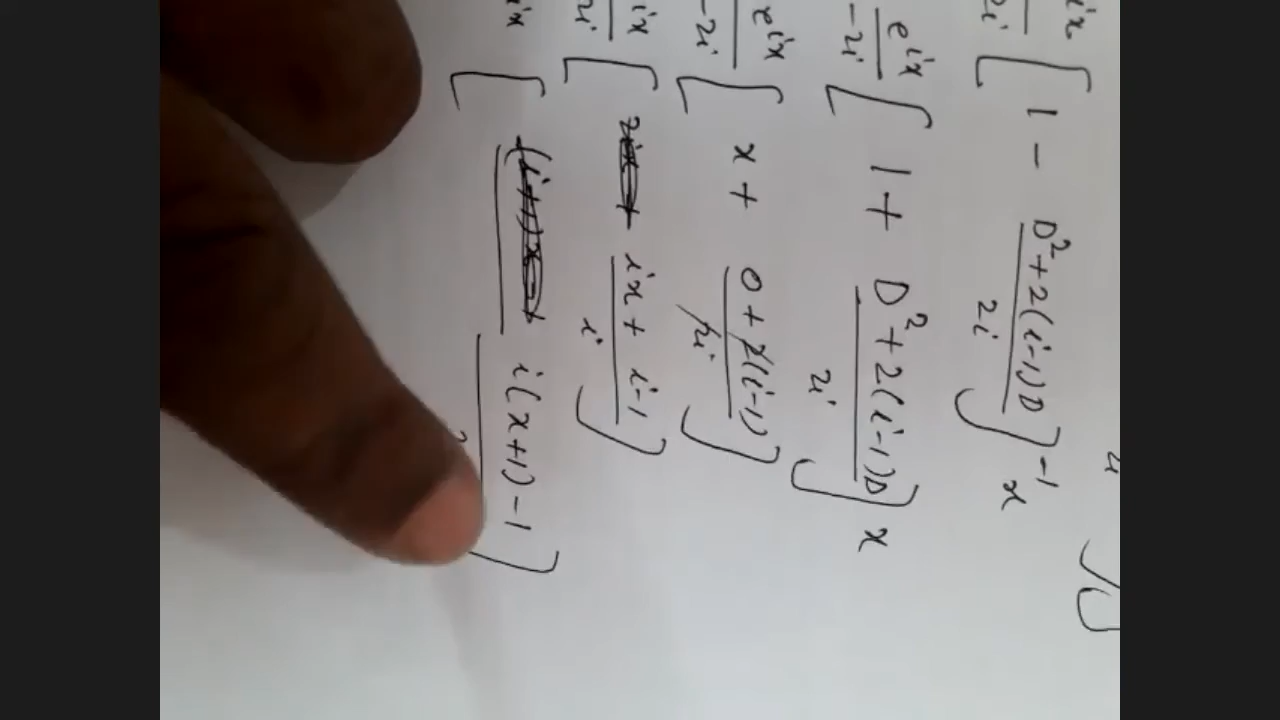 ix/2i [ 1 - (D²+2(i-1)D)/2i ]⁻¹ x
e^ix/-2i [ 1 + (D²+2(i-1)D)/2i ] x
e^ix/-2i [ x + (0+2(i-1))/2i ]
ix/2i [ (ix + i-1)/i ]
ix [ (i(x+1)-1)/ ]